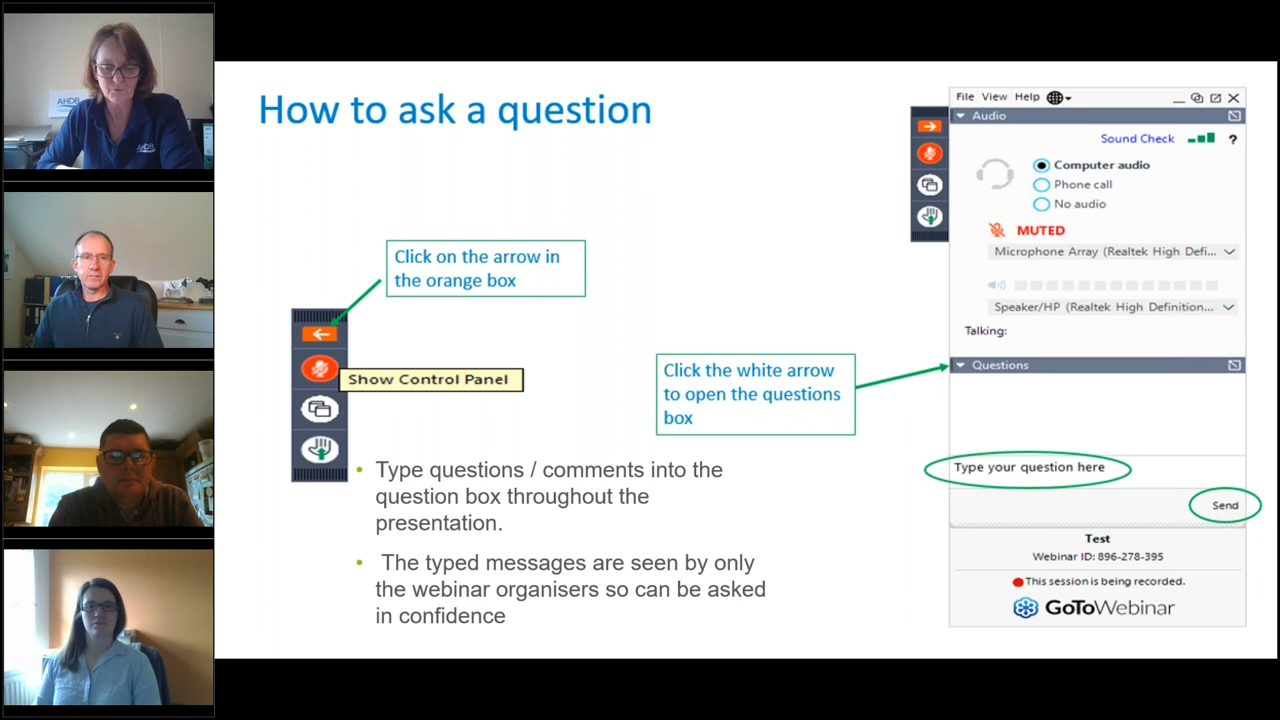 AHDB
AHDB
How to ask a question
Click on the arrow in
the orange box
Show Control Panel
Click the white arrow
to open the questions
box
• Type questions / comments into the
question box throughout the
presentation.
• The typed messages are seen by only
the webinar organisers so can be asked
in confidence
File View Help
Audio
Sound Check ?
Computer audio
Phone call
No audio
MUTED
Microphone Array (Realtek High Defi...
Speaker/HP (Realtek High Definition...
Talking:
Questions
Type your question here
Send
Test
Webinar ID: 896-278-395
This session is being recorded.
GoToWebinar